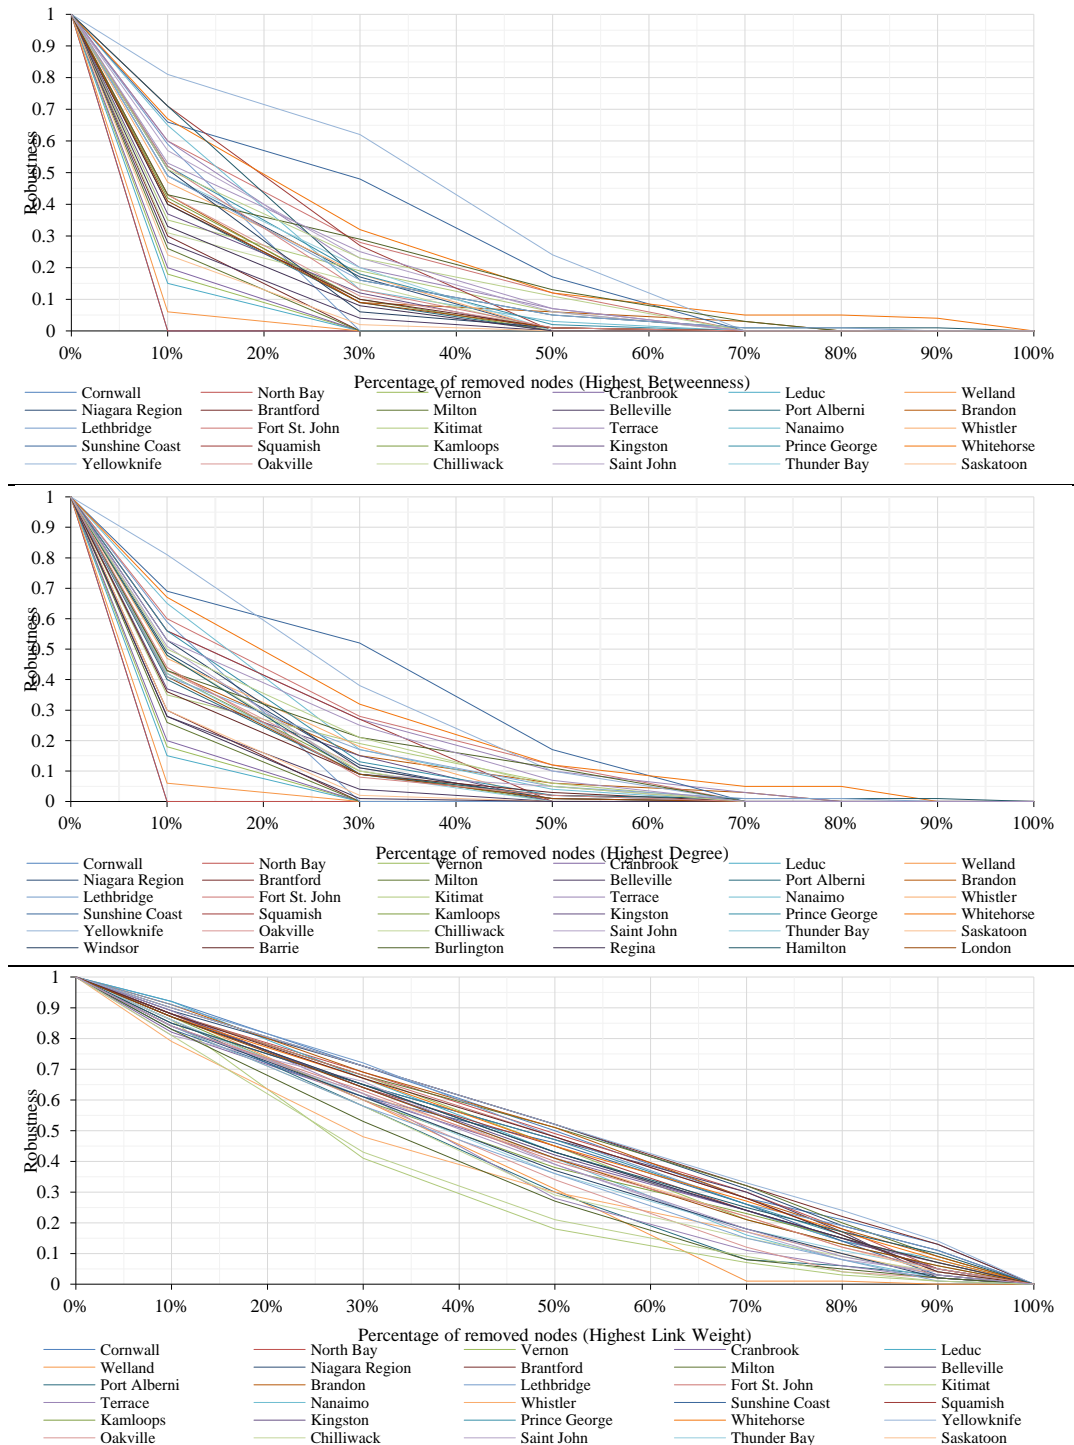 1
0.9
0.8
0.7
0.6
0.5
0.4
0.3
0.2
0.1
0
Robustness
0% 10% 20% 30% 40% 50% 60% 70% 80% 90% 100%
Percentage of removed nodes (Highest Betweenness)
Cornwall North Bay Vernon Cranbrook Leduc Welland
Niagara Region Brantford Milton Belleville Port Alberni Brandon
Lethbridge Fort St. John Kitimat Terrace Nanaimo Whistler
Sunshine Coast Squamish Kamloops Kingston Prince George Whitehorse
Yellowknife Oakville Chilliwack Saint John Thunder Bay Saskatoon
1
0.9
0.8
0.7
0.6
0.5
0.4
0.3
0.2
0.1
0
Robustness
0% 10% 20% 30% 40% 50% 60% 70% 80% 90% 100%
Percentage of removed nodes (Highest Degree)
Cornwall North Bay Vernon Cranbrook Leduc Welland
Niagara Region Brantford Milton Belleville Port Alberni Brandon
Lethbridge Fort St. John Kitimat Terrace Nanaimo Whistler
Sunshine Coast Squamish Kamloops Kingston Prince George Whitehorse
Yellowknife Oakville Chilliwack Saint John Thunder Bay Saskatoon
Windsor Barrie Burlington Regina Hamilton London
1
0.9
0.8
0.7
0.6
0.5
0.4
0.3
0.2
0.1
0
Robustness
0% 10% 20% 30% 40% 50% 60% 70% 80% 90% 100%
Percentage of removed nodes (Highest Link Weight)
Cornwall North Bay Vernon Cranbrook Leduc
Welland Niagara Region Brantford Milton Belleville
Port Alberni Brandon Lethbridge Fort St. John Kitimat
Terrace Nanaimo Whistler Sunshine Coast Squamish
Kamloops Kingston Prince George Whitehorse Yellowknife
Oakville Chilliwack Saint John Thunder Bay Saskatoon